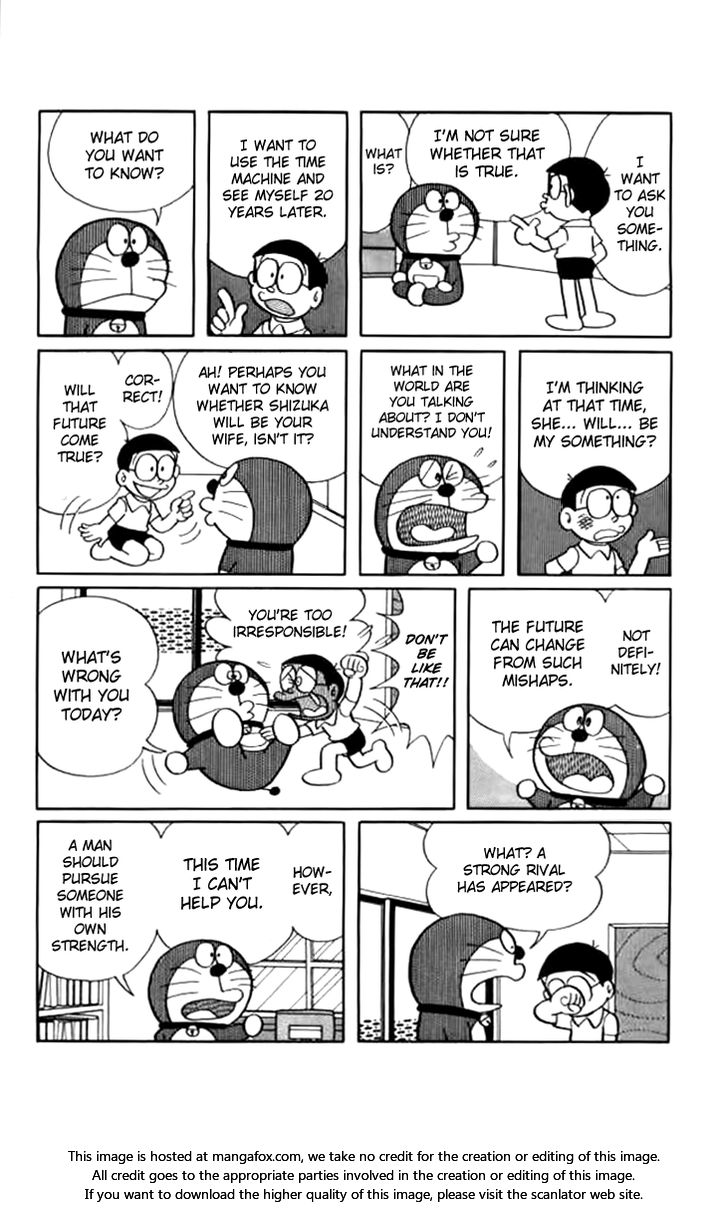 I
WANT
TO ASK
YOU
SOME-
THING.
I'M NOT SURE
WHETHER THAT
IS TRUE.
WHAT
IS?
I WANT TO
USE THE TIME
MACHINE AND
SEE MYSELF 20
YEARS LATER.
WHAT DO
YOU WANT
TO KNOW?
I'M THINKING
AT THAT TIME,
SHE... WILL... BE
MY SOMETHING?
WHAT IN THE
WORLD ARE
YOU TALKING
ABOUT? I DON'T
UNDERSTAND YOU!
AH! PERHAPS YOU
WANT TO KNOW
WHETHER SHIZUKA
WILL BE YOUR
WIFE, ISN'T IT?
COR-
RECT!
WILL
THAT
FUTURE
COME
TRUE?
NOT
DEFI-
NITELY!
THE FUTURE
CAN CHANGE
FROM SUCH
MISHAPS.
DON'T
BE
LIKE
THAT!!
YOU'RE TOO
IRRESPONSIBLE!
WHAT'S
WRONG
WITH YOU
TODAY?
WHAT? A
STRONG RIVAL
HAS APPEARED?
HOW-
EVER,
THIS TIME
I CAN'T
HELP YOU.
A MAN
SHOULD
PURSUE
SOMEONE
WITH HIS
OWN
STRENGTH.
This image is hosted at mangafox.com, we take no credit for the creation or editing of this image.
All credit goes to the appropriate parties involved in the creation or editing of this image.
If you want to download the higher quality of this image, please visit the scanlator web site.